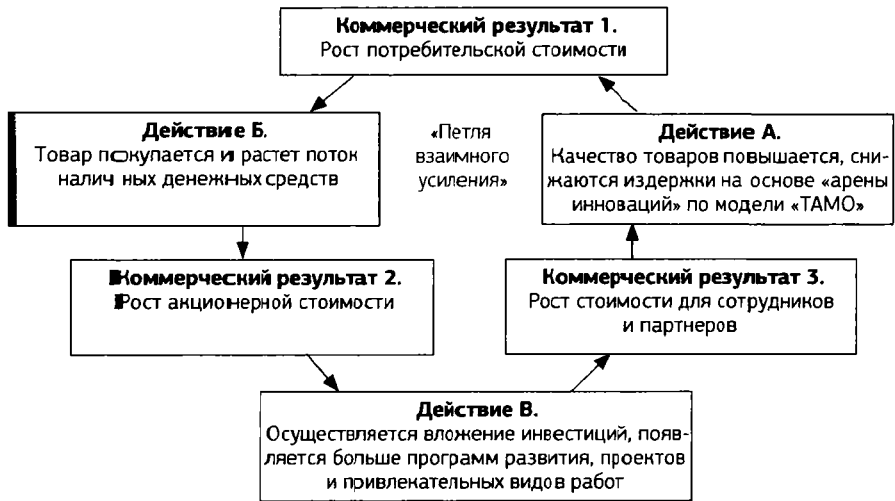 Коммерческий результат 1.
Рост потребительской стоимости
Действие Б.
Товар покупается и растет поток
наличных денежных средств
«Петля
взаимного
усиления»
Действие А.
Качество товаров повышается, сни-
жаются издержки на основе «арены
инноваций» по модели «ТАМО»
Коммерческий результат 2.
Рост акционерной стоимости
Коммерческий результат 3.
Рост стоимости для сотрудников
и партнеров
Действие В.
Осуществляется вложение инвестиций, появ-
ляется больше программ развития, проектов
и привлекательных видов работ